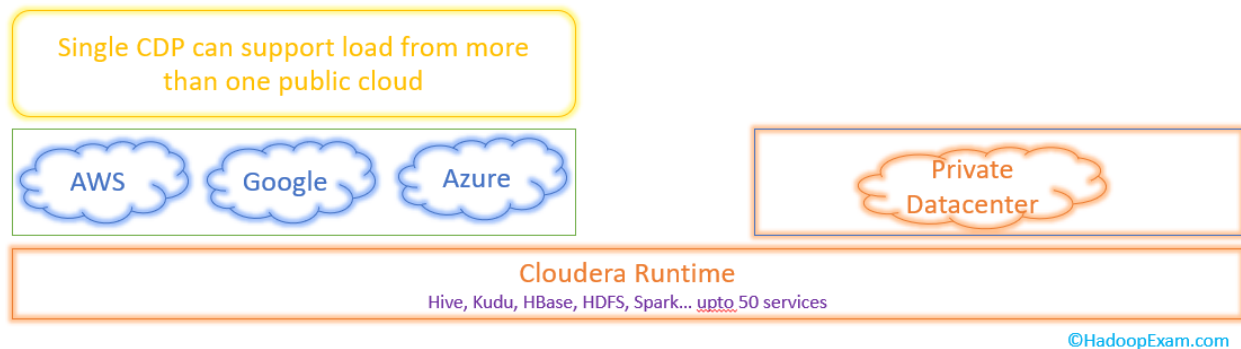 Single CDP can support load from more
than one public cloud
AWS
Google
Azure
Private
Datacenter
Cloudera Runtime
Hive, Kudu, HBase, HDFS, Spark... upto 50 services
©HadoopExam.com